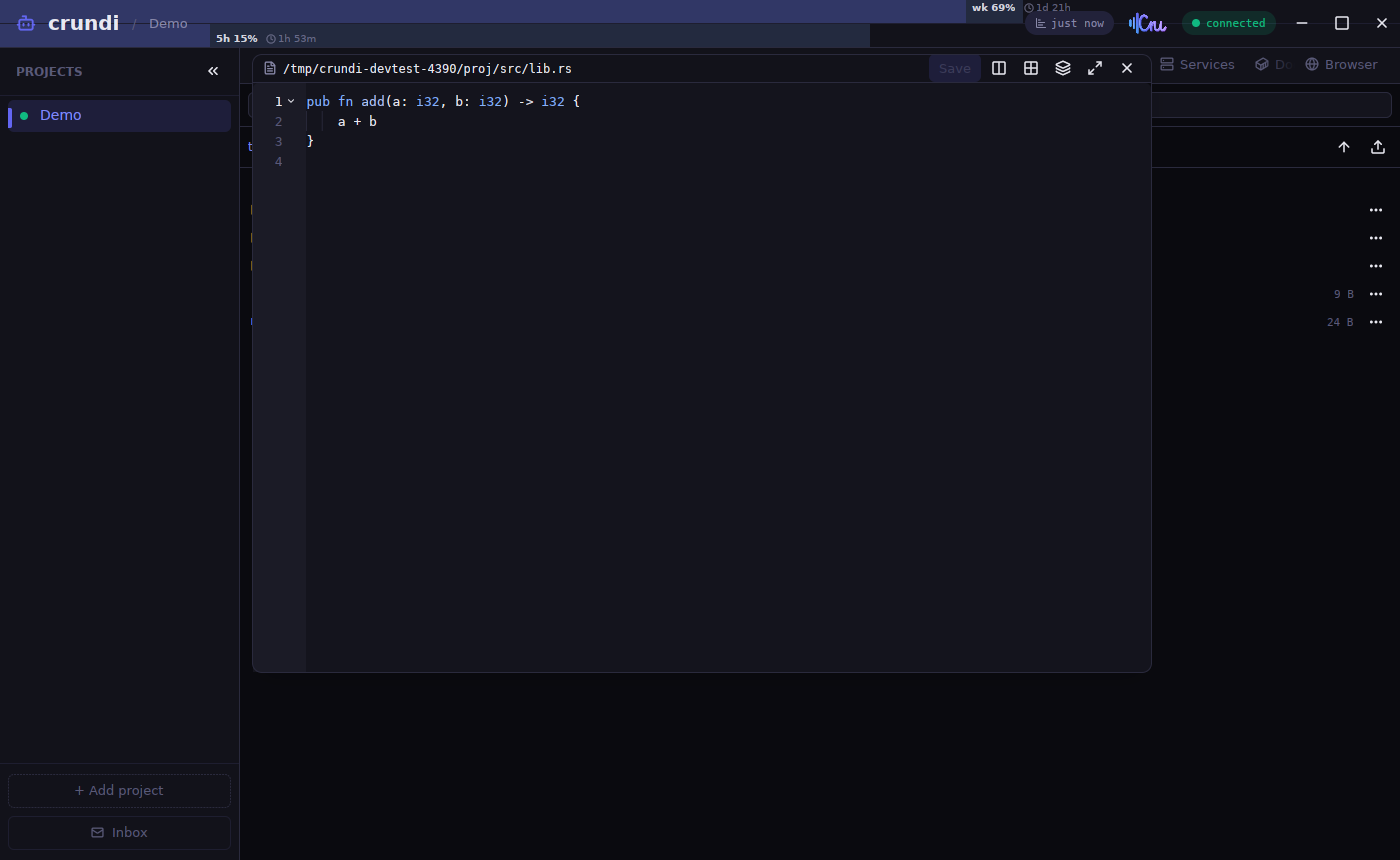 crundi / Demo
wk 69% 1d 21h
5h 15% 1h 53m
just now
Cru
connected
PROJECTS
Demo
+ Add project
Inbox
/tmp/crundi-devtest-4390/proj/src/lib.rs
Save
1 pub fn add(a: i32, b: i32) -> i32 {
2 a + b
3 }
4
Services
Do
Browser
9 B
24 B